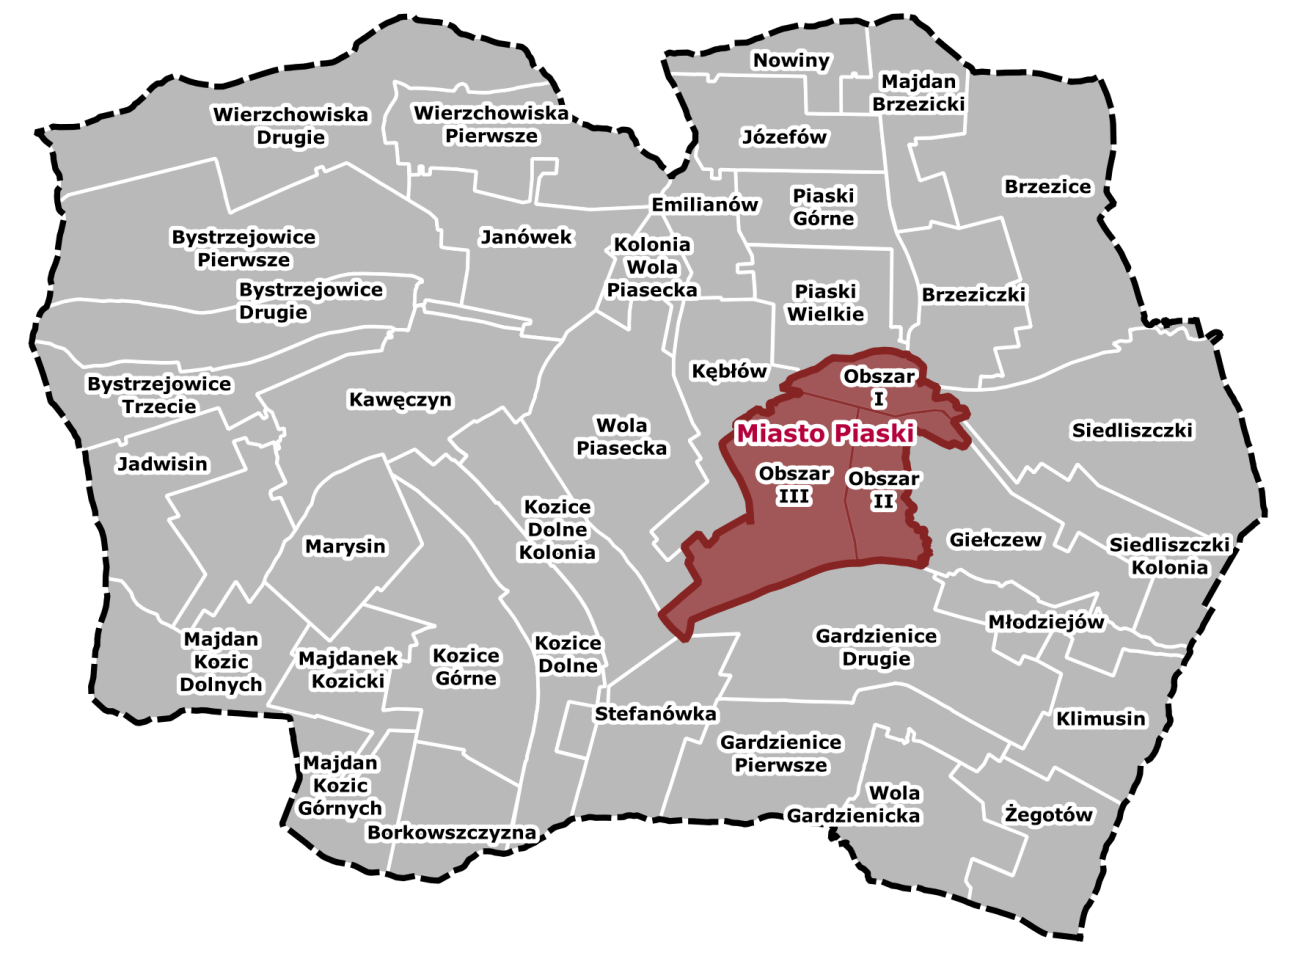 Nowiny
Majdan
Brzezicki
Wierzchowiska
Drugie
Wierzchowiska
Pierwsze
Józefów
Brzezice
Emilianów
Piaski
Górne
Bystrzejowice
Pierwsze
Janówek
Kolonia
Wola
Piasecka
Bystrzejowice
Drugie
Piaski
Wielkie
Brzeziczki
Bystrzejowice
Trzecie
Kawęczyn
Kębłów
Obszar
I
Wola
Piasecka
Miasto Piaski
Siedliszczki
Jadwisin
Obszar
III
Obszar
II
Kozice
Dolne
Kolonia
Marysin
Giełczew
Siedliszczki
Kolonia
Majdan
Kozic
Dolnych
Majdanek
Kozicki
Kozice
Górne
Kozice
Dolne
Gardzienice
Drugie
Młodziejów
Stefanówka
Klimusin
Gardzienice
Pierwsze
Majdan
Kozic
Górnych
Wola
Gardzienicka
Żegotów
Borkowszczyzna